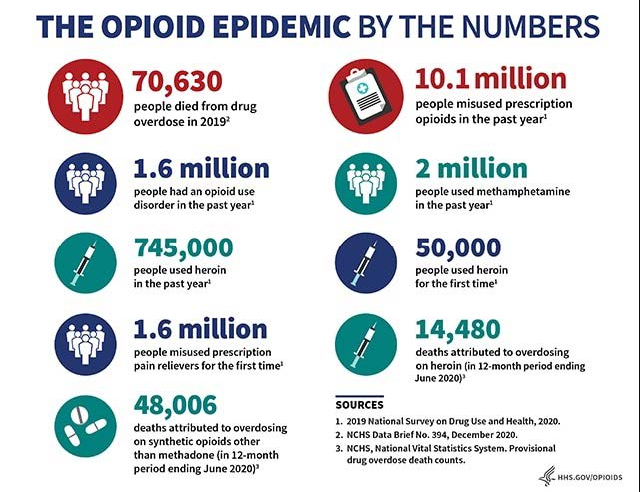 THE OPIOID EPIDEMIC BY THE NUMBERS
70,630
people died from drug
overdose in 2019²
10.1 million
people misused prescription
opioids in the past year¹
1.6 million
people had an opioid use
disorder in the past year¹
2 million
people used methamphetamine
in the past year¹
745,000
people used heroin
in the past year¹
50,000
people used heroin
for the first time¹
1.6 million
people misused prescription
pain relievers for the first time¹
14,480
deaths attributed to overdosing
on heroin (in 12-month period ending
June 2020)³
48,006
deaths attributed to overdosing
on synthetic opioids other
than methadone (in 12-month
period ending June 2020)³
SOURCES
1. 2019 National Survey on Drug Use and Health, 2020.
2. NCHS Data Brief No. 394, December 2020.
3. NCHS, National Vital Statistics System. Provisional
drug overdose death counts.
HHS.GOV/OPIOIDS